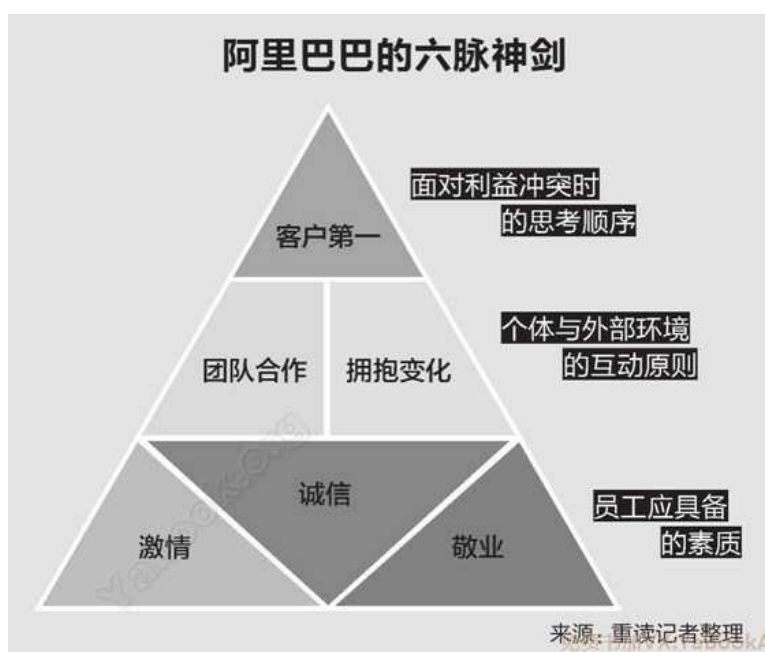 阿里巴巴的六脉神剑
面对利益冲突时
的思考顺序
客户第一
个体与外部环境
的互动原则
团队合作
拥抱变化
诚信
员工应具备
的素质
激情
敬业
来源：重读记者整理